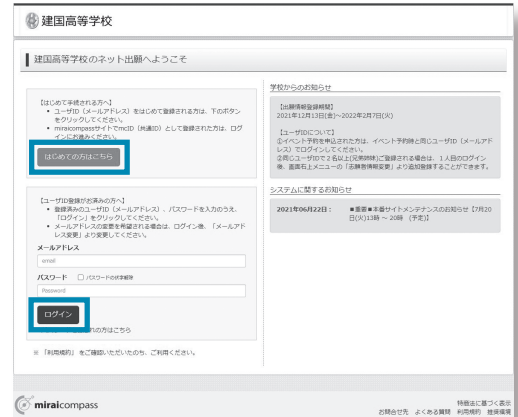 建国高等学校
建国高等学校のネット出願へようこそ
【はじめて手続される方へ】
• ユーザID（メールアドレス）をはじめて登録される方は、下のボタン
をクリックしてください。
• miraicompassサイトでmcID（共通ID）として登録された方は、ログ
インにお進みください。
はじめての方はこちら
【ユーザID登録がお済みの方へ】
• 登録済みのユーザID（メールアドレス）、パスワードを入力のうえ、
「ログイン」をクリックしてください。
• メールアドレスの変更を希望される場合は、ログイン後、「メールアド
レス変更」より変更してください。
メールアドレス
email
パスワード □ パスワードの伏字解除
Password
ログイン
れの方はこちら
※ 「利用規約」 をご確認いただいたのち、ご利用ください。
学校からのお知らせ
【出願情報登録期間】
2021年12月13日(金)～2022年2月7日(火)
【ユーザIDについて】
①イベント予約を申込された方は、イベント予約時と同じユーザID（メールアド
レス）でログインしてください。
②同じユーザIDで２名以上(兄弟姉妹)ご登録される場合は、１人目のログイン
後、画面右上メニューの「志願者情報変更」より追加登録することができます。
システムに関するお知らせ
2021年06月22日： ■重要■本番サイトメンテナンスのお知らせ【7月20
日(火)13時 ～ 20時 (予定)】
miraicompass
特商法に基づく表示
お問合せ先 よくある質問 利用規約 推奨環境